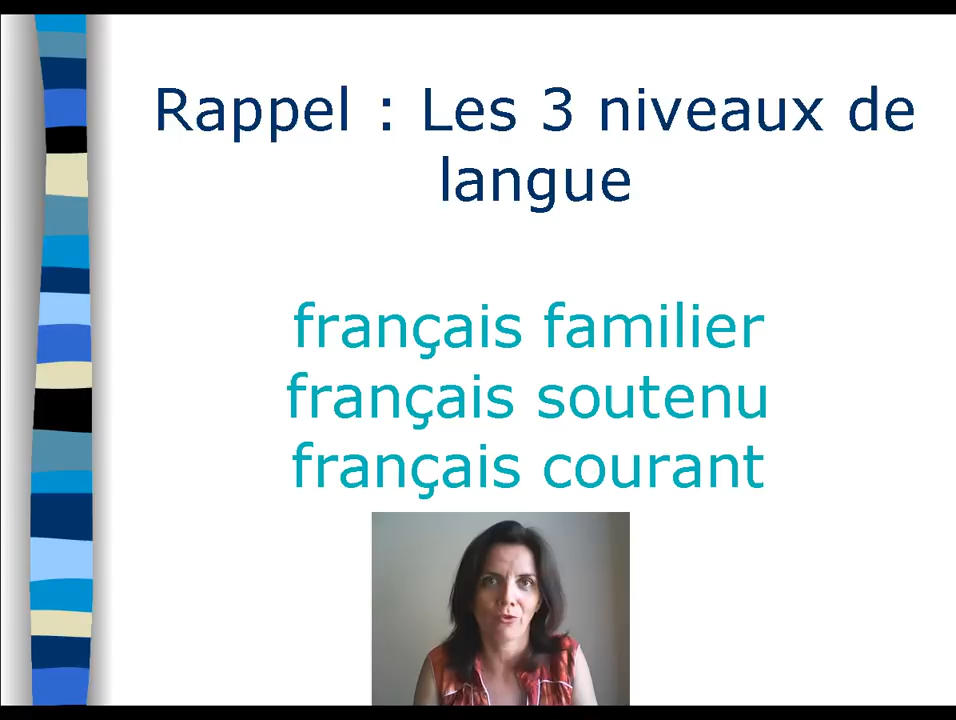 Rappel : Les 3 niveaux de
langue
français familier
français soutenu
français courant